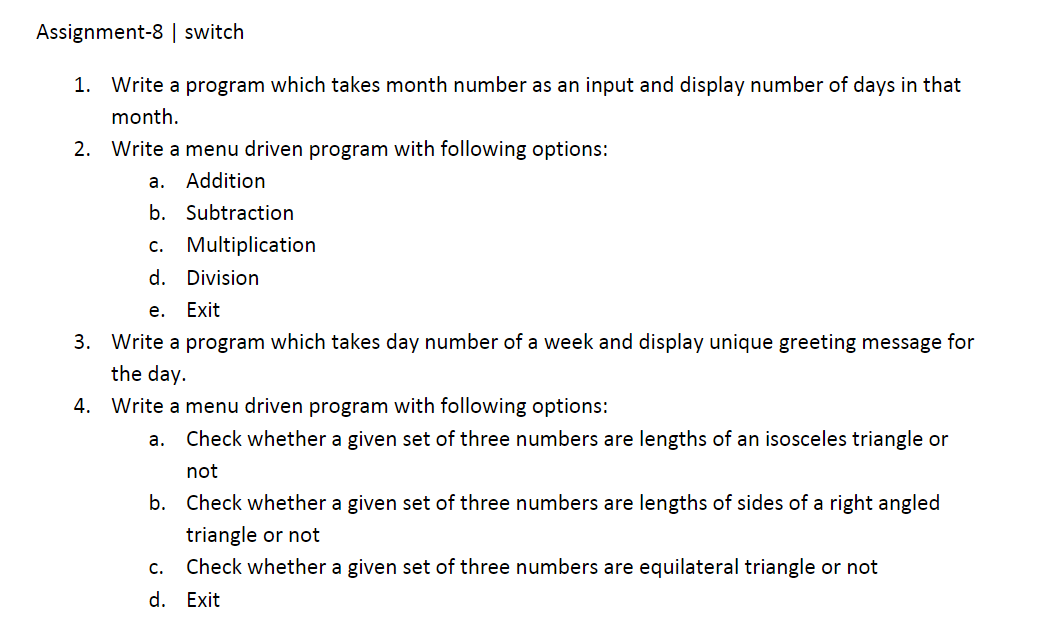 Assignment-8 | switch
1. Write a program which takes month number as an input and display number of days in that
month.
2. Write a menu driven program with following options:
a. Addition
b. Subtraction
c. Multiplication
d. Division
e. Exit
3. Write a program which takes day number of a week and display unique greeting message for
the day.
4. Write a menu driven program with following options:
a. Check whether a given set of three numbers are lengths of an isosceles triangle or
not
b. Check whether a given set of three numbers are lengths of sides of a right angled
triangle or not
c. Check whether a given set of three numbers are equilateral triangle or not
d. Exit